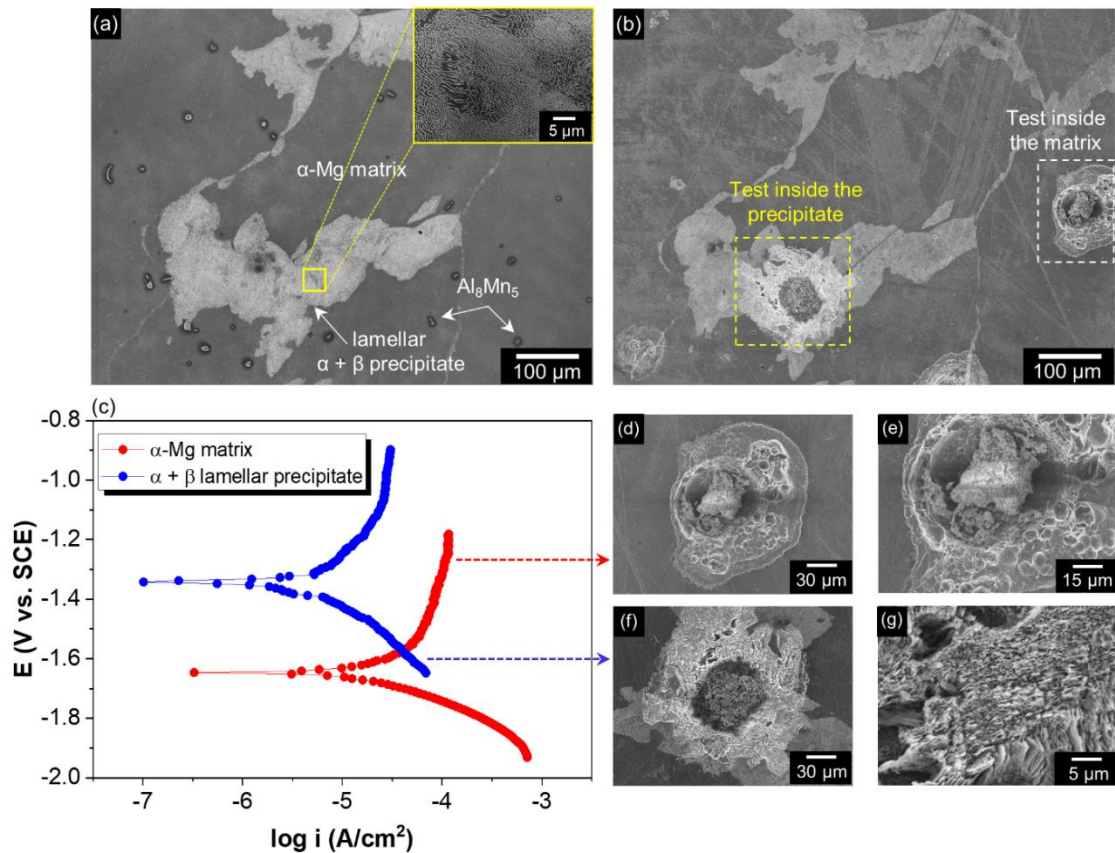 (a)
5 μm
α-Mg matrix
Al₈Mn₅
lamellar
α + β precipitate
100 μm
(b)
Test inside
the matrix
Test inside the
precipitate
100 μm
(c)
α-Mg matrix
α + β lamellar precipitate
E (V vs. SCE)
-0.8
-1.0
-1.2
-1.4
-1.6
-1.8
-2.0
-7
-6
-5
-4
-3
log i (A/cm²)
(d)
30 μm
(e)
15 μm
(f)
30 μm
(g)
5 μm